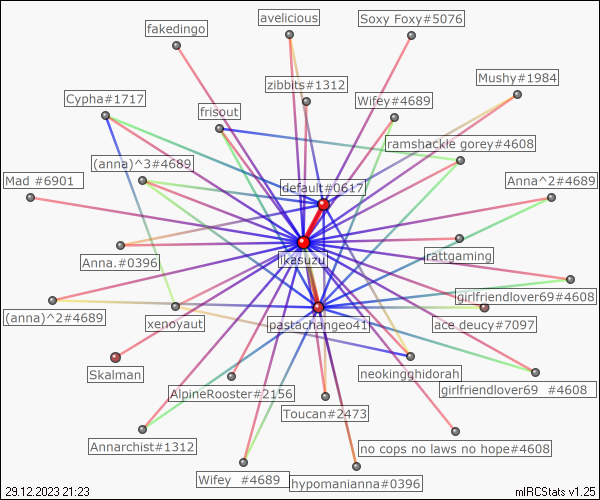 avelicious
Soxy Foxy#5076
fakedingo
Mushy#1984
zibbits#1312
Cypha#1717
Wifey#4689
frisout
ramshackle gorey#4608
(anna)^3#4689
Mad #6901
default#0617
Anna^2#4689
ikasuzu
rattgaming
Anna.#0396
girlfriendlover69#4608
(anna)^2#4689
xenoyaut
pastachangeo41
ace deucy#7097
Skalman
neokingghidorah
AlpineRooster#2156
girlfriendlover69 #4608
Toucan#2473
Annarchist#1312
no cops no laws no hope#4608
Wifey #4689
hypomanianna#0396
29.12.2023 21:23
mIRCStats v1.25